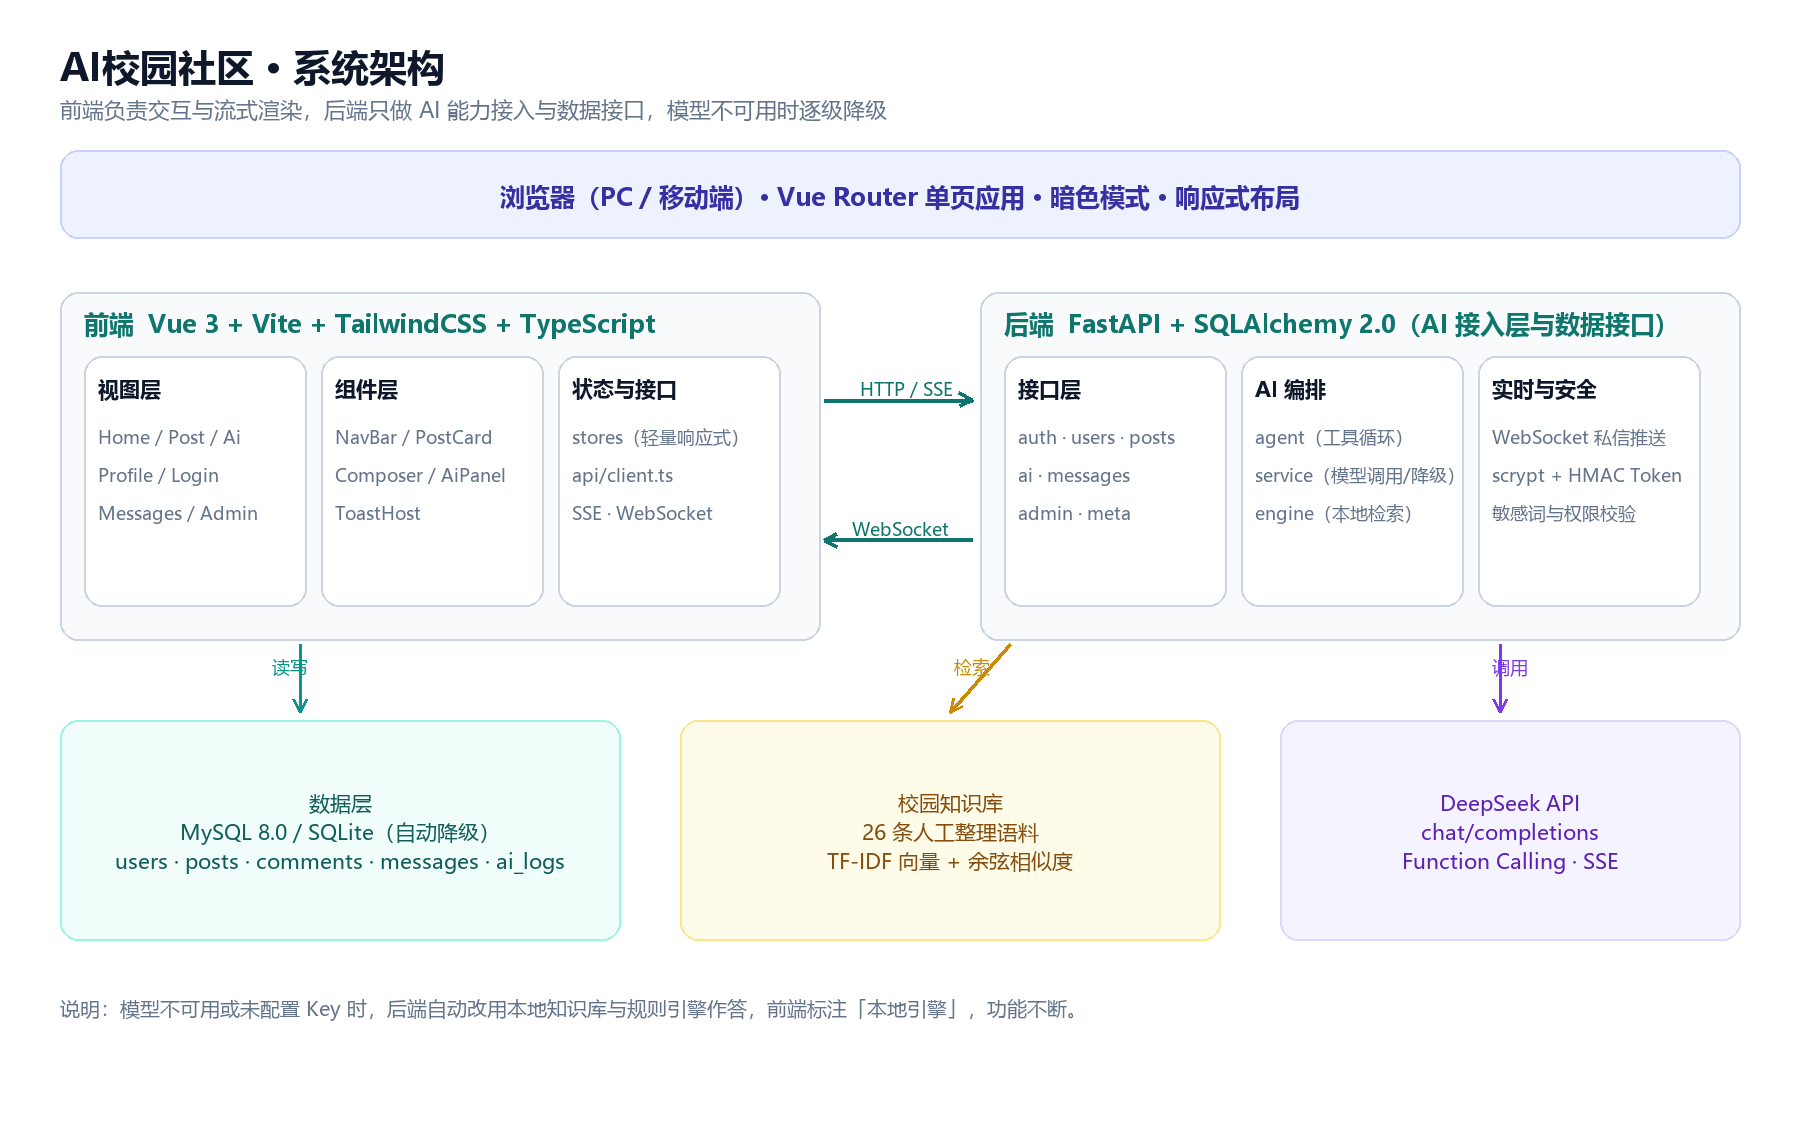 AI校园社区 • 系统架构
前端负责交互与流式渲染，后端只做 AI 能力接入与数据接口，模型不可用时逐级降级
浏览器（PC / 移动端）• Vue Router 单页应用 • 暗色模式 • 响应式布局
前端 Vue 3 + Vite + TailwindCSS + TypeScript
视图层
Home / Post / Ai
Profile / Login
Messages / Admin
组件层
NavBar / PostCard
Composer / AiPanel
ToastHost
状态与接口
stores（轻量响应式）
api/client.ts
SSE · WebSocket
HTTP / SSE
WebSocket
后端 FastAPI + SQLAlchemy 2.0（AI 接入层与数据接口）
接口层
auth · users · posts
ai · messages
admin · meta
AI 编排
agent（工具循环）
service（模型调用/降级）
engine（本地检索）
实时与安全
WebSocket 私信推送
scrypt + HMAC Token
敏感词与权限校验
读写
检索
调用
数据层
MySQL 8.0 / SQLite（自动降级）
users · posts · comments · messages · ai_logs
校园知识库
26 条人工整理语料
TF-IDF 向量 + 余弦相似度
DeepSeek API
chat/completions
Function Calling · SSE
说明：模型不可用或未配置 Key 时，后端自动改用本地知识库与规则引擎作答，前端标注「本地引擎」，功能不断。